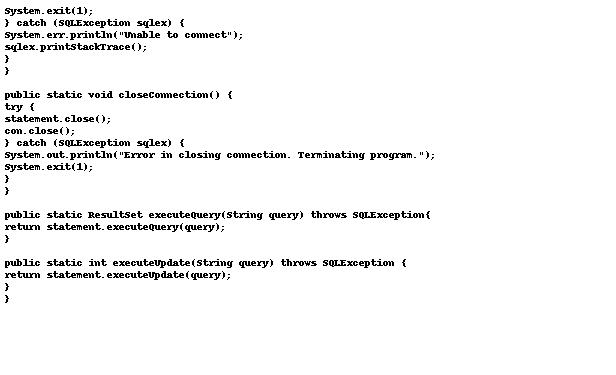 System.exit(1);
} catch (SQLException sqlex) {
System.err.println("Unable to connect");
sqlex.printStackTrace();
}
}
public static void closeConnection() {
try {
statement.close();
con.close();
} catch (SQLException sqlex) {
System.out.println("Error in closing connection. Terminating program.");
System.exit(1);
}
}
public static ResultSet executeQuery(String query) throws SQLException{
return statement.executeQuery(query);
}
public static int executeUpdate(String query) throws SQLException {
return statement.executeUpdate(query);
}
}